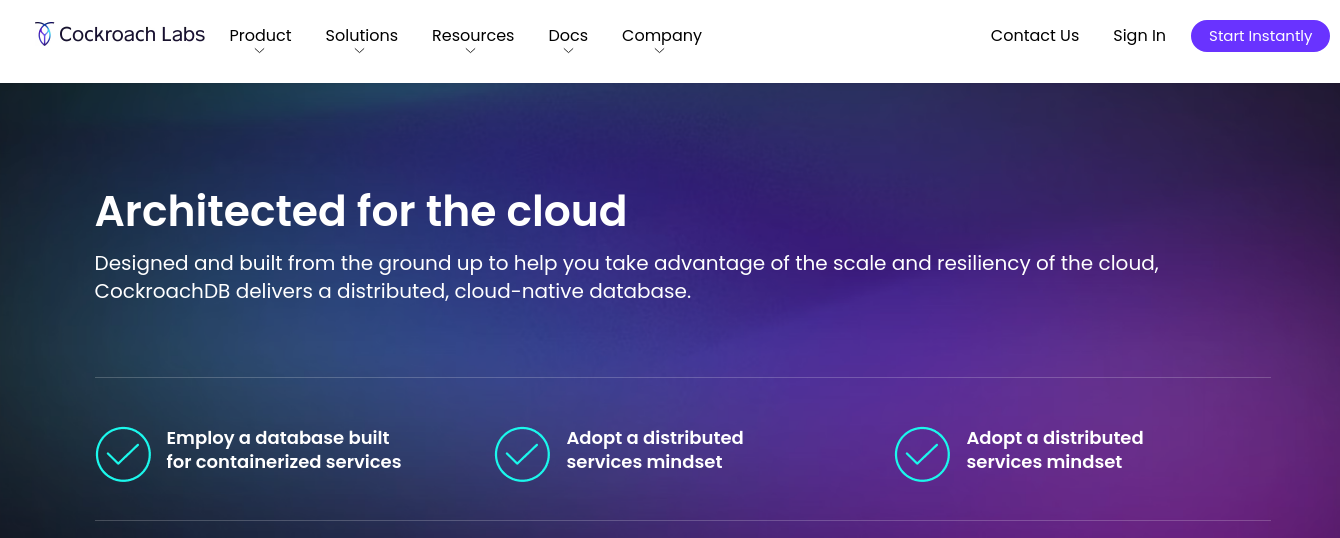 Cockroach Labs Product Solutions Resources Docs Company Contact Us Sign In Start Instantly
Architected for the cloud
Designed and built from the ground up to help you take advantage of the scale and resiliency of the cloud,
CockroachDB delivers a distributed, cloud-native database.
Employ a database built
for containerized services
Adopt a distributed
services mindset
Adopt a distributed
services mindset